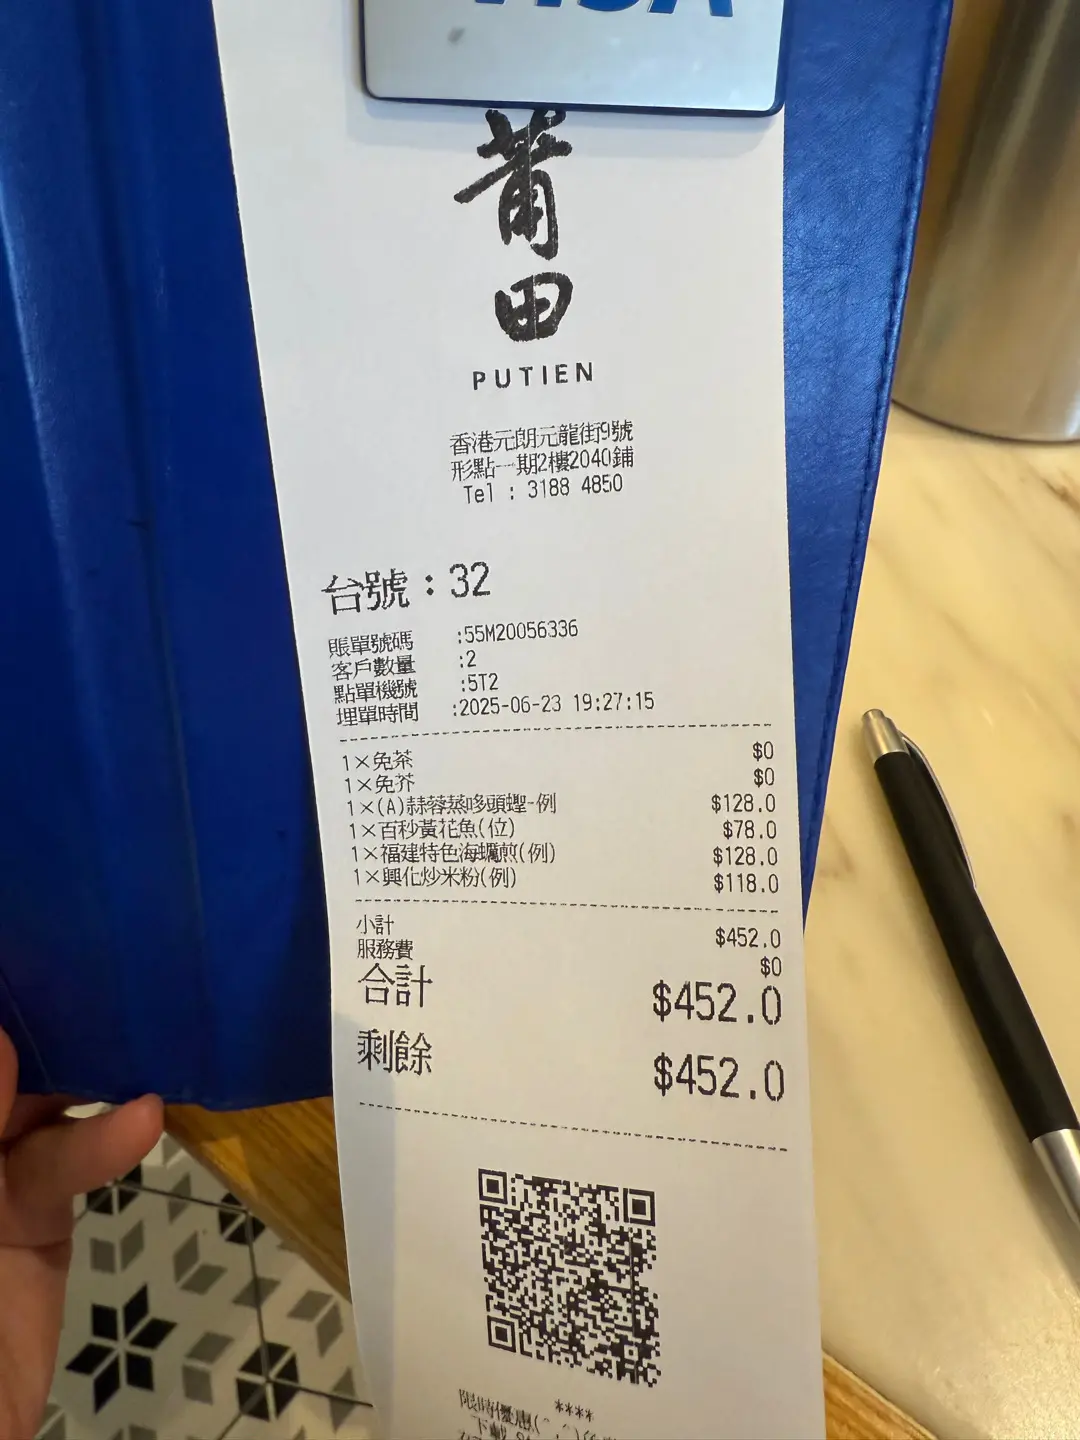 VISA
莆
田
PUTIEN
香港元朗元龍街9號
形點一期2樓2040鋪
Tel : 3188 4850
台號：32
賬單號碼 :55M20056336
客戶數量 :2
點單機號 :5T2
埋單時間 :2025-06-23 19:27:15
1×免茶 $0
1×免芥 $0
1×(A)蒜蓉蒸哆頭蟶-例 $128.0
1×百秒黃花魚(位) $78.0
1×福建特色海蠣煎(例) $128.0
1×興化炒米粉(例) $118.0
小計 $452.0
服務費 $0
合計 $452.0
剩餘 $452.0
****